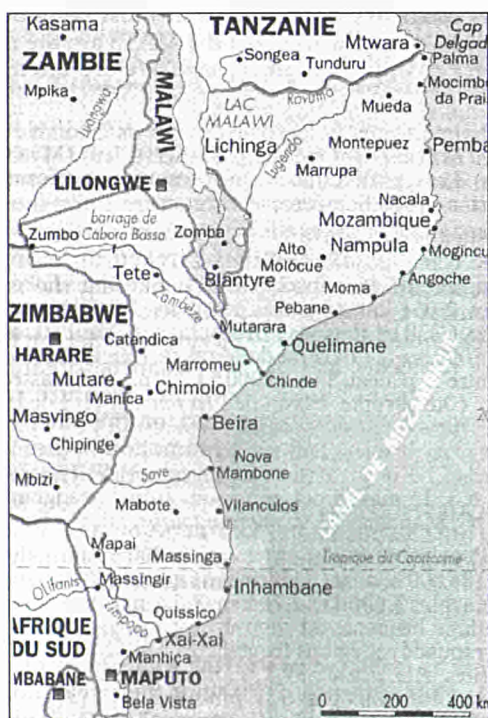 Kasama
TANZANIE
Cap
Delgad
ZAMBIE
Songea
Mtwara
Palma
Tunduru
Mocimb
da Prai
Mpika
Luangwa
MALAWI
LAC
MALAWI
Rovuma
Mueda
Lichinga
Lugenda
Montepuez
Pemba
Marrupa
LILONGWE
Nacala
barrage de
Cabora Bassa
Zomba
Mozambique
Zumbo
Alto
Molócue
Nampula
Mogincu
Tete
Blantyre
Angoche
Zambèze
Moma
Pebane
ZIMBABWE
Mutarara
Catandica
Quelimane
HARARE
Marromeu
Mutare
Chinde
Manica
Chimoio
CANAL DE MOZAMBIQUE
Masvingo
Beira
20
Chipinge
Nova
Mambone
Save
Mbizi
Mabote
Vilanculos
Mapai
Tropique du Capricorne
Massinga
Olifants
Massingir
Inhambane
Limpopo
Quissico
AFRIQUE
DU SUD
Xai-Xai
Manhiça
MBABANE
MAPUTO
Bela Vista
0 200 400 km